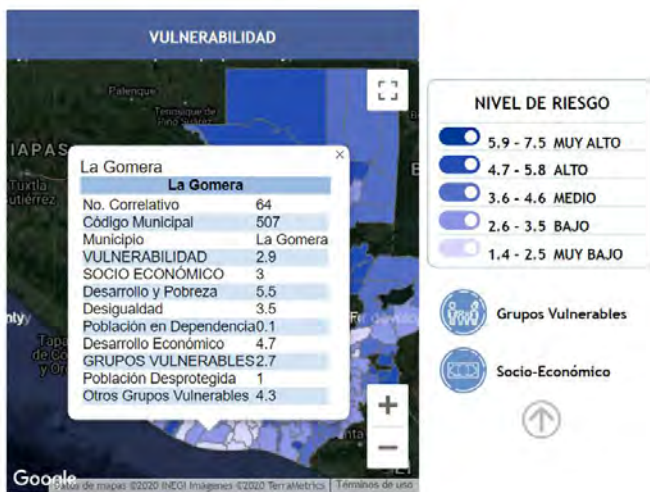 VULNERABILIDAD
Palenque
Tenosique de
Pino Suárez
IAPAS
Tuxtla
Gutiérrez
La Gomera
La Gomera
No. Correlativo 64
Código Municipal 507
Municipio La Gomera
VULNERABILIDAD 2.9
SOCIO ECONÓMICO 3
Desarrollo y Pobreza 5.5
Desigualdad 3.5
Población en Dependencia 0.1
Desarrollo Económico 4.7
GRUPOS VULNERABLES 2.7
Población Desprotegida 1
Otros Grupos Vulnerables 4.3
Google
Datos de mapas ©2020 INEGI Imágenes ©2020 TerraMetrics
Términos de uso
NIVEL DE RIESGO
5.9 - 7.5 MUY ALTO
4.7 - 5.8 ALTO
3.6 - 4.6 MEDIO
2.6 - 3.5 BAJO
1.4 - 2.5 MUY BAJO
Grupos Vulnerables
Socio-Económico